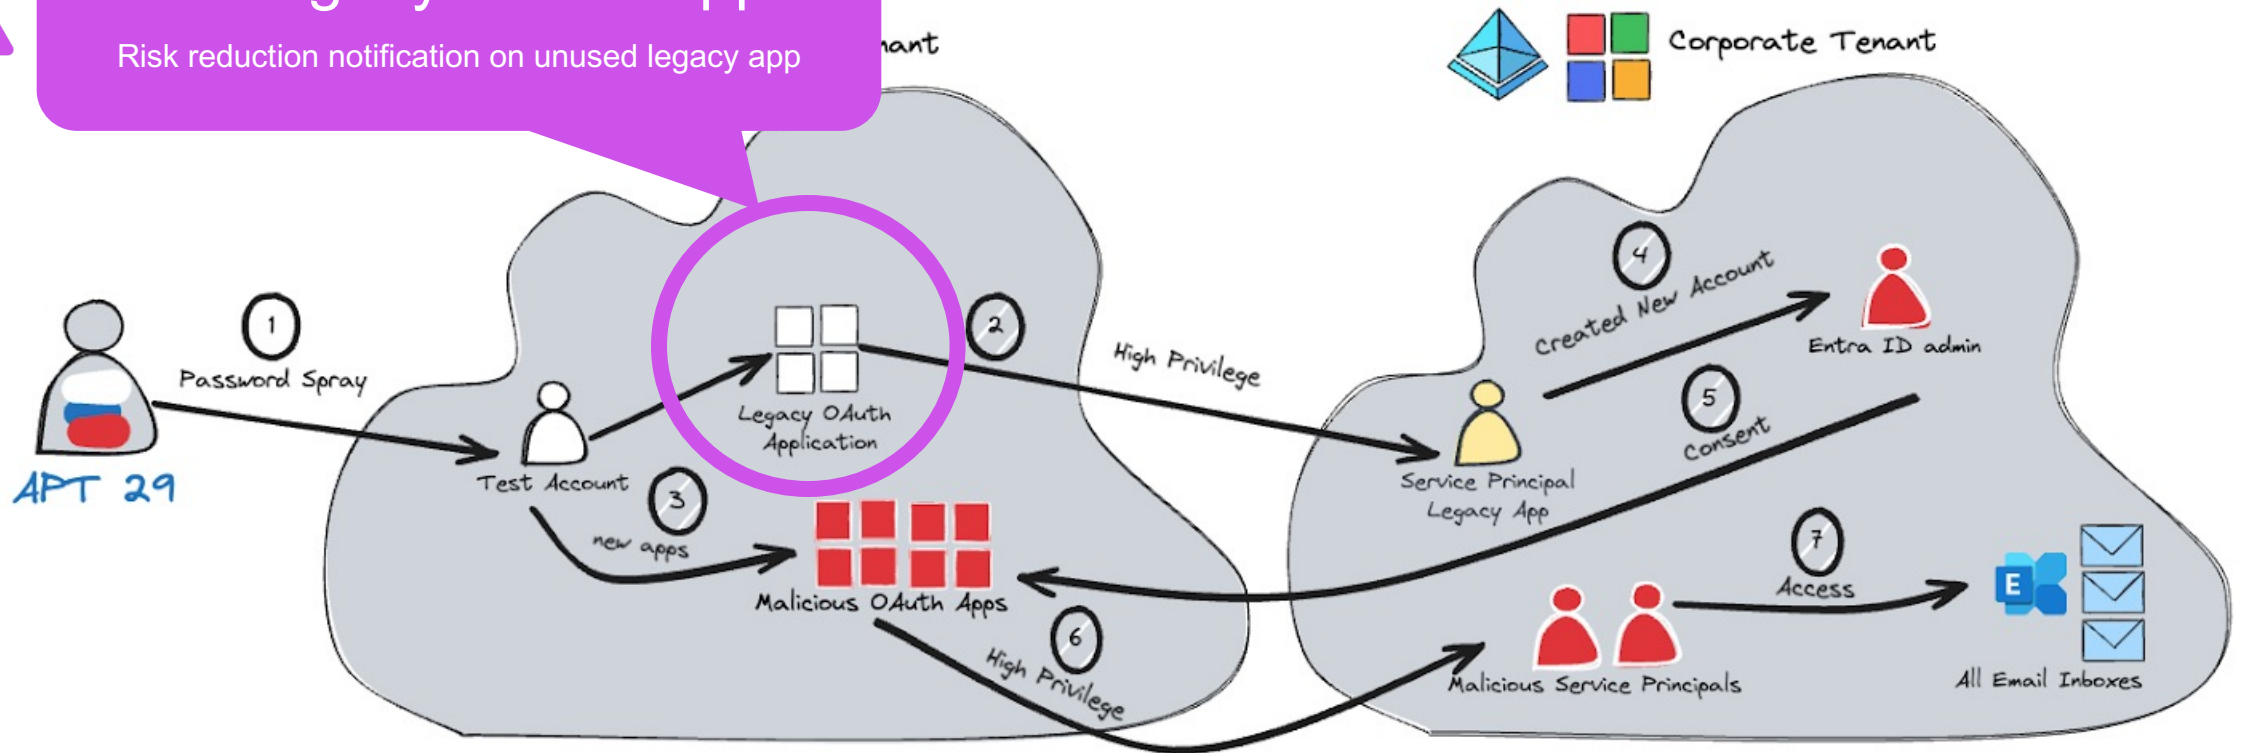 Risk reduction notification on unused legacy app
Corporate Tenant
1
Password Spray
APT 29
Test Account
Legacy OAuth
Application
2
High Privilege
3
new apps
Malicious OAuth Apps
4
Created New Account
Entra ID admin
5
Consent
Service Principal
Legacy App
6
High Privilege
Malicious Service Principals
7
Access
E
All Email Inboxes